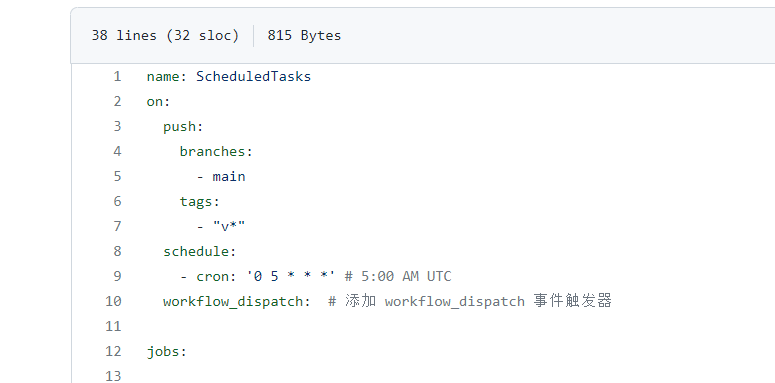 38 lines (32 sloc) 815 Bytes
1 name: ScheduledTasks
2 on:
3   push:
4     branches:
5       - main
6     tags:
7       - "v*"
8   schedule:
9     - cron: '0 5 * * *' # 5:00 AM UTC
10   workflow_dispatch:  # 添加 workflow_dispatch 事件触发器
11
12 jobs:
13